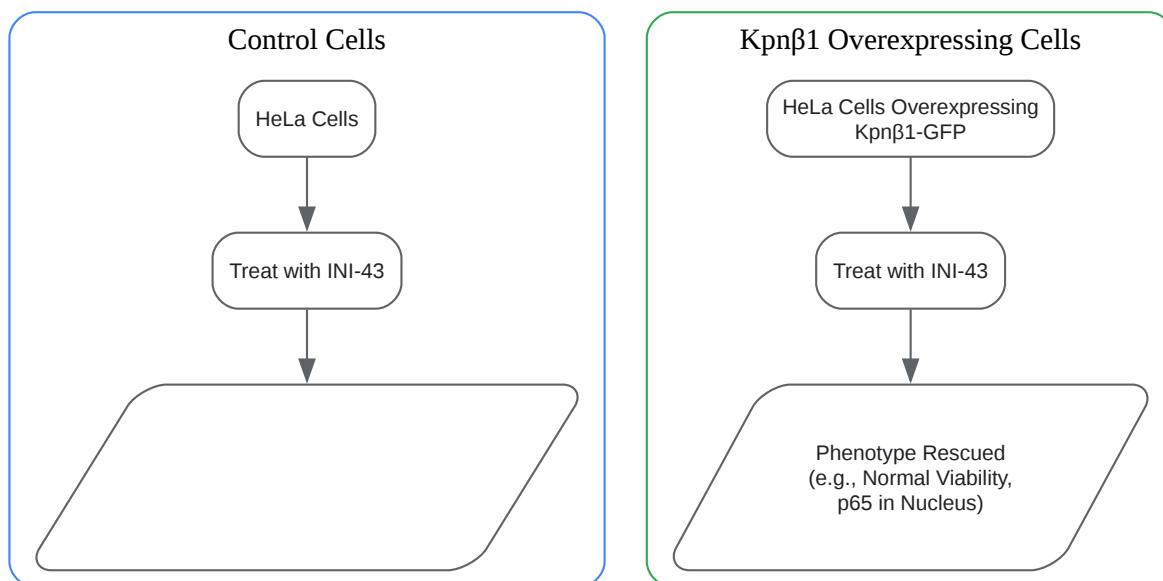 Control Cells
HeLa Cells
Treat with INI-43
Kpnβ1 Overexpressing Cells
HeLa Cells Overexpressing
Kpnβ1-GFP
Treat with INI-43
Phenotype Rescued
(e.g., Normal Viability,
p65 in Nucleus)